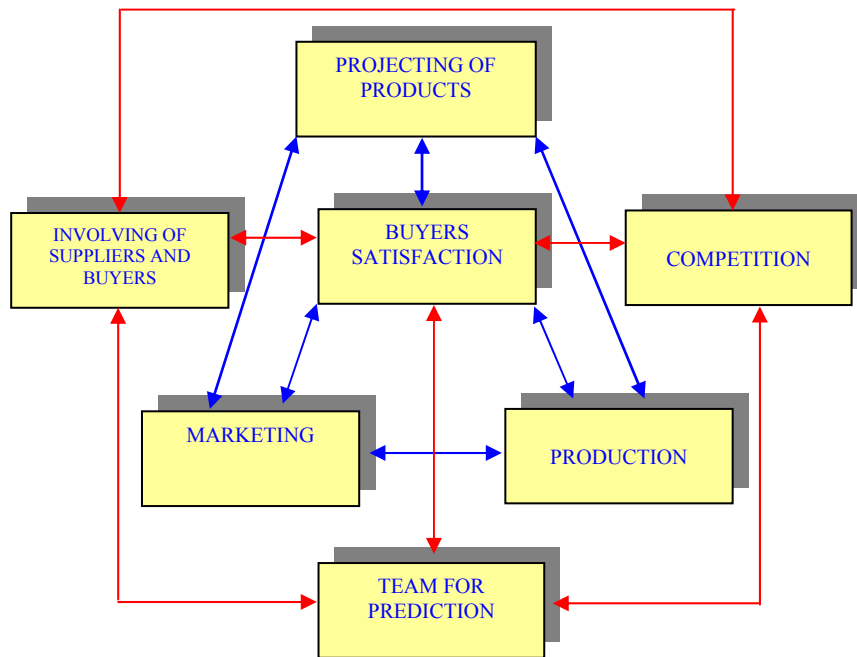 PROJECTING OF
PRODUCTS
INVOLVING OF
SUPPLIERS AND
BUYERS
BUYERS
SATISFACTION
COMPETITION
MARKETING
PRODUCTION
TEAM FOR
PREDICTION